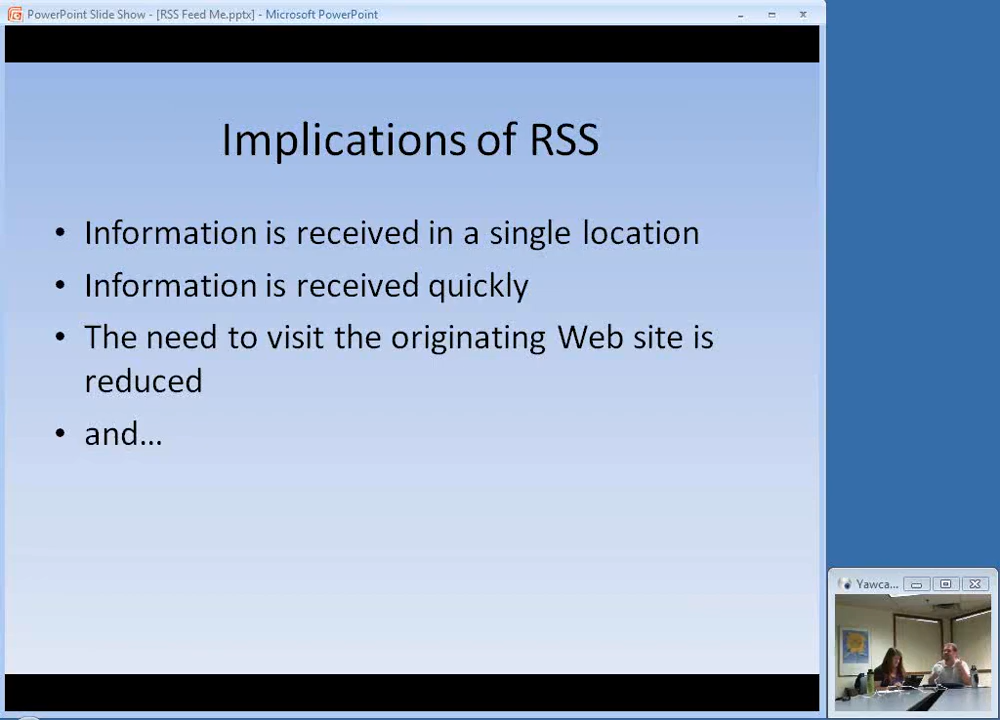 PowerPoint Slide Show - [RSS Feed Me.pptx] - Microsoft PowerPoint
Implications of RSS
• Information is received in a single location
• Information is received quickly
• The need to visit the originating Web site is
reduced
• and...
Yawca...